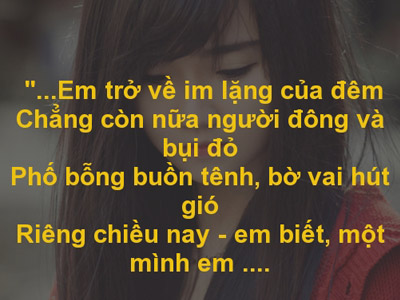 "...Em trở về im lặng của đêm
Chẳng còn nữa người đông và
bụi đỏ
Phố bỗng buồn tênh, bờ vai hút
gió
Riêng chiều nay - em biết, một
mình em ....